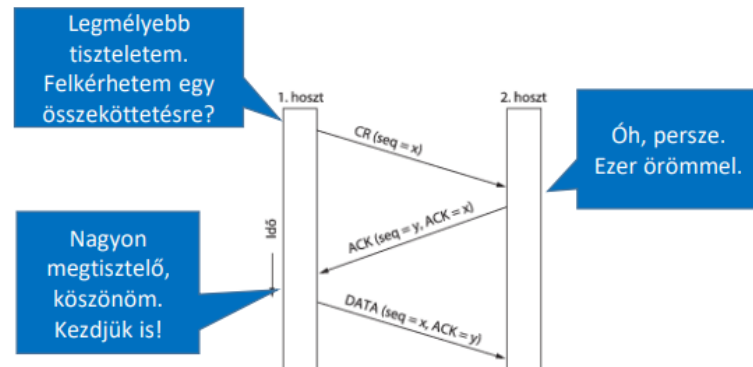 Legmélyebb
tiszteletem.
Felkérhetem egy
összeköttetésre?
1. hoszt
2. hoszt
CR (seq = x)
Óh, persze.
Ezer örömmel.
Idő
ACK (seq = y, ACK = x)
Nagyon
megtisztelő,
köszönöm.
Kezdjük is!
DATA (seq = x, ACK = y)